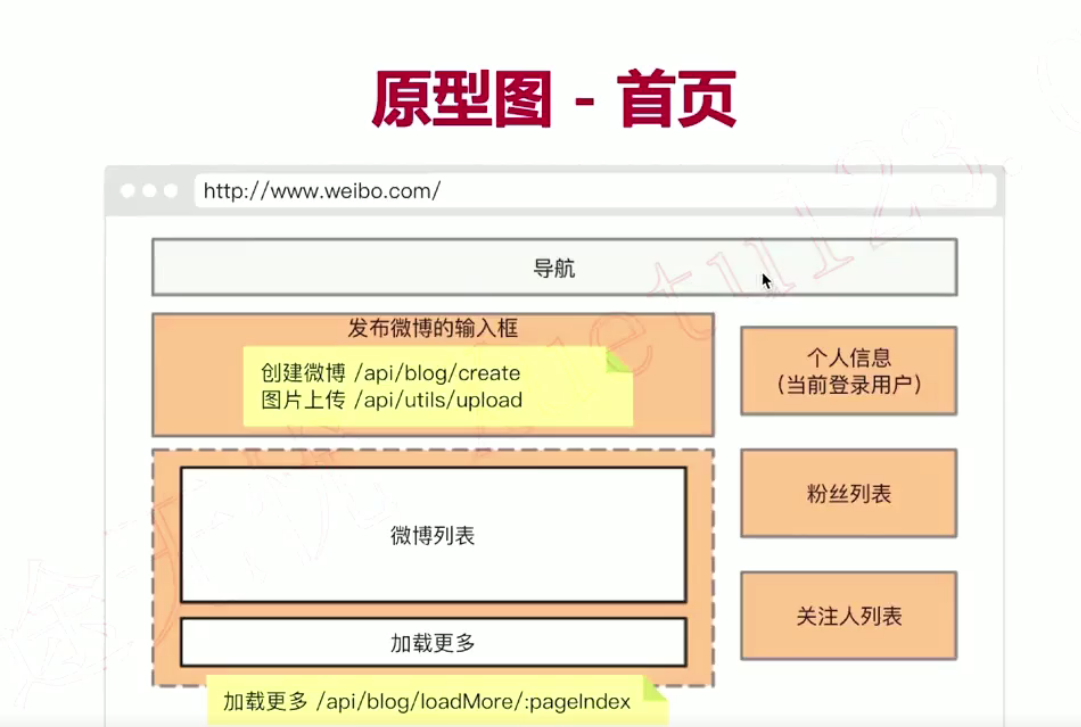 原型图 - 首页
http://www.weibo.com/
导航
发布微博的输入框
创建微博 /api/blog/create
图片上传 /api/utils/upload
个人信息
（当前登录用户）
微博列表
粉丝列表
加载更多
关注人列表
加载更多 /api/blog/loadMore/:pageIndex